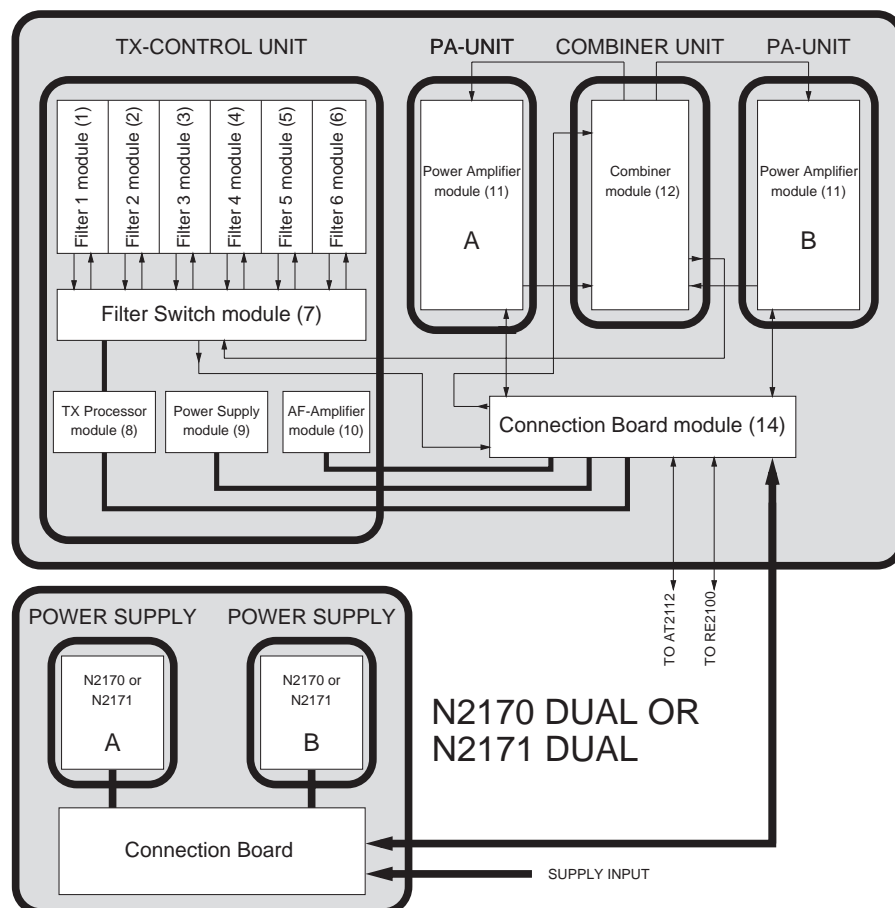 TX-CONTROL UNIT
PA-UNIT
COMBINER UNIT
PA-UNIT
Filter 1 module (1)
Filter 2 module (2)
Filter 3 module (3)
Filter 4 module (4)
Filter 5 module (5)
Filter 6 module (6)
Power Amplifier
module (11)
A
Combiner
module (12)
Power Amplifier
module (11)
B
Filter Switch module (7)
TX Processor
module (8)
Power Supply
module (9)
AF-Amplifier
module (10)
Connection Board module (14)
TO AT2112
TO RE2100
POWER SUPPLY
POWER SUPPLY
N2170 or
N2171
A
N2170 or
N2171
B
N2170 DUAL OR
N2171 DUAL
Connection Board
SUPPLY INPUT